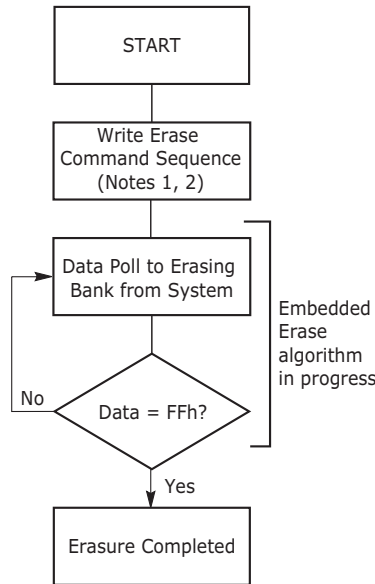 START
Write Erase
Command Sequence
(Notes 1, 2)
Data Poll to Erasing
Bank from System
Embedded
Erase
algorithm
in progress
No
Data = FFh?
Yes
Erasure Completed